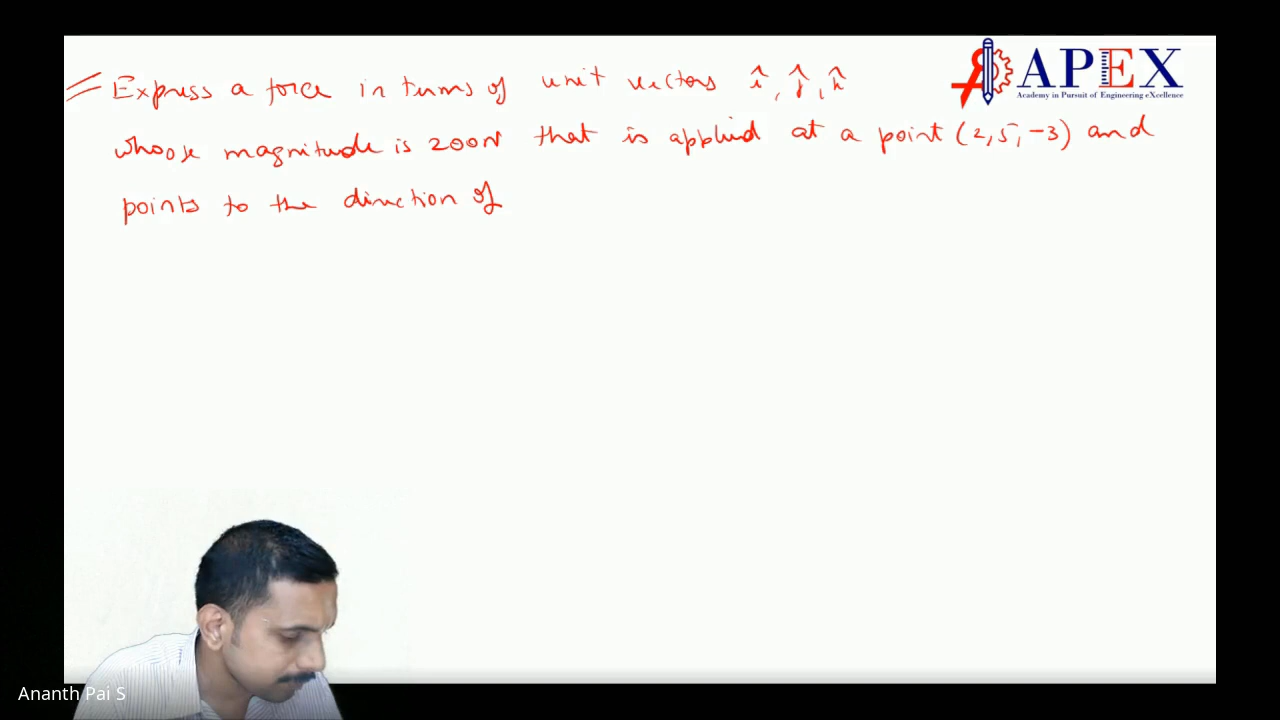 APEX
Academy in Pursuit of Engineering eXcellence
Express a force in terms of unit vectors î, ĵ, k̂
whose magnitude is 200N that is applied at a point (2,5,-3) and
points to the direction of
Ananth Pai S